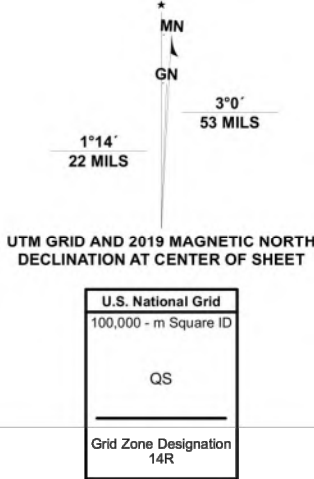 ★
MN
GN
3°0´
53 MILS
1°14´
22 MILS
UTM GRID AND 2019 MAGNETIC NORTH
DECLINATION AT CENTER OF SHEET
U.S. National Grid
100,000 - m Square ID
QS
Grid Zone Designation
14R